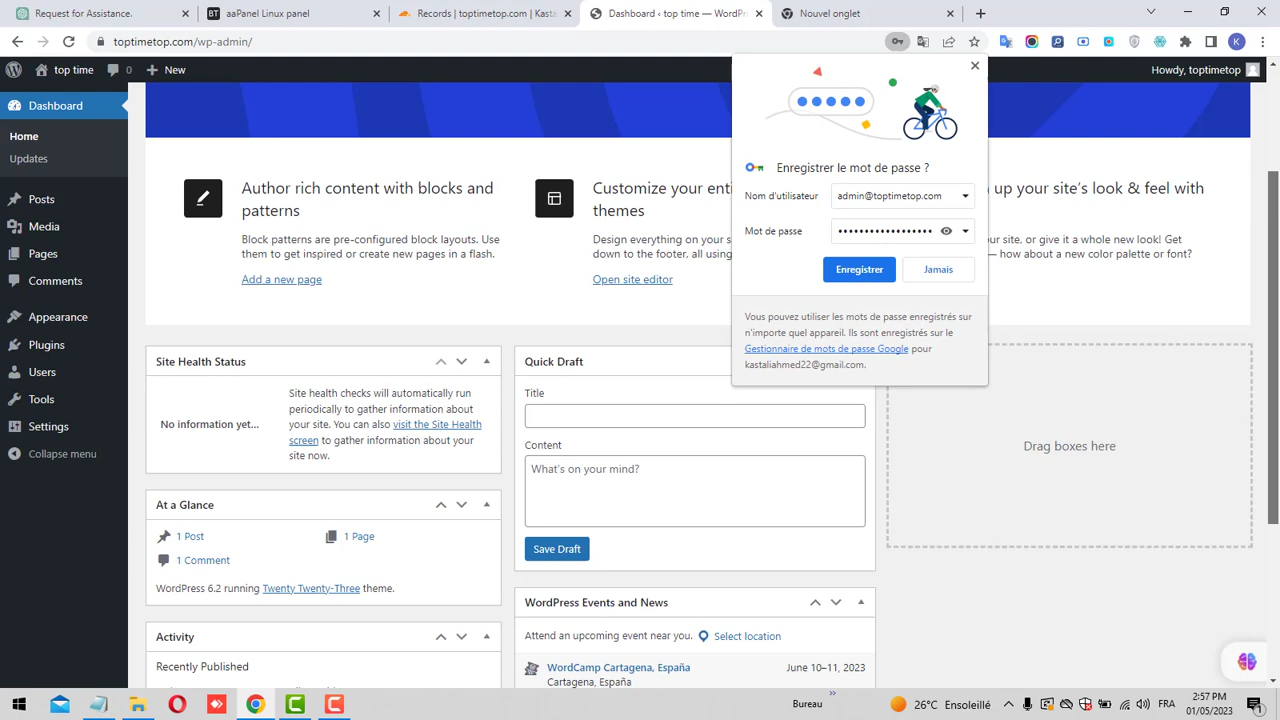 Request for Assistance.
aaPanel Linux panel
Records | toptimetop.com | Kasta
Dashboard ‹ top time — WordPr
Nouvel onglet
toptimetop.com/wp-admin/
K
top time
0
New
Howdy, toptimetop
Dashboard
Home
Updates
Posts
Media
Pages
Comments
Appearance
Plugins
Users
Tools
Settings
Collapse menu
Author rich content with blocks and
patterns
Block patterns are pre-configured block layouts. Use
them to get inspired or create new pages in a flash.
Add a new page
Customize your enti
themes
Design everything on your s
down to the footer, all using
Open site editor
up your site's look & feel with
our site, or give it a whole new look! Get
— how about a new color palette or font?
Enregistrer le mot de passe ?
Nom d'utilisateur
admin@toptimetop.com
Mot de passe
••••••••••••••••••
Enregistrer
Jamais
Vous pouvez utiliser les mots de passe enregistrés sur
n'importe quel appareil. Ils sont enregistrés sur le
Gestionnaire de mots de passe Google pour
kastaliahmed22@gmail.com.
Site Health Status
No information yet...
Site health checks will automatically run
periodically to gather information about
your site. You can also visit the Site Health
screen to gather information about your
site now.
At a Glance
1 Post
1 Page
1 Comment
WordPress 6.2 running Twenty Twenty-Three theme.
Activity
Recently Published
Quick Draft
Title
Content
What's on your mind?
Save Draft
WordPress Events and News
Attend an upcoming event near you.
Select location
WordCamp Cartagena, España
June 10–11, 2023
Cartagena, España
Drag boxes here
Bureau
»
26°C Ensoleillé
FRA
2:57 PM
01/05/2023
1